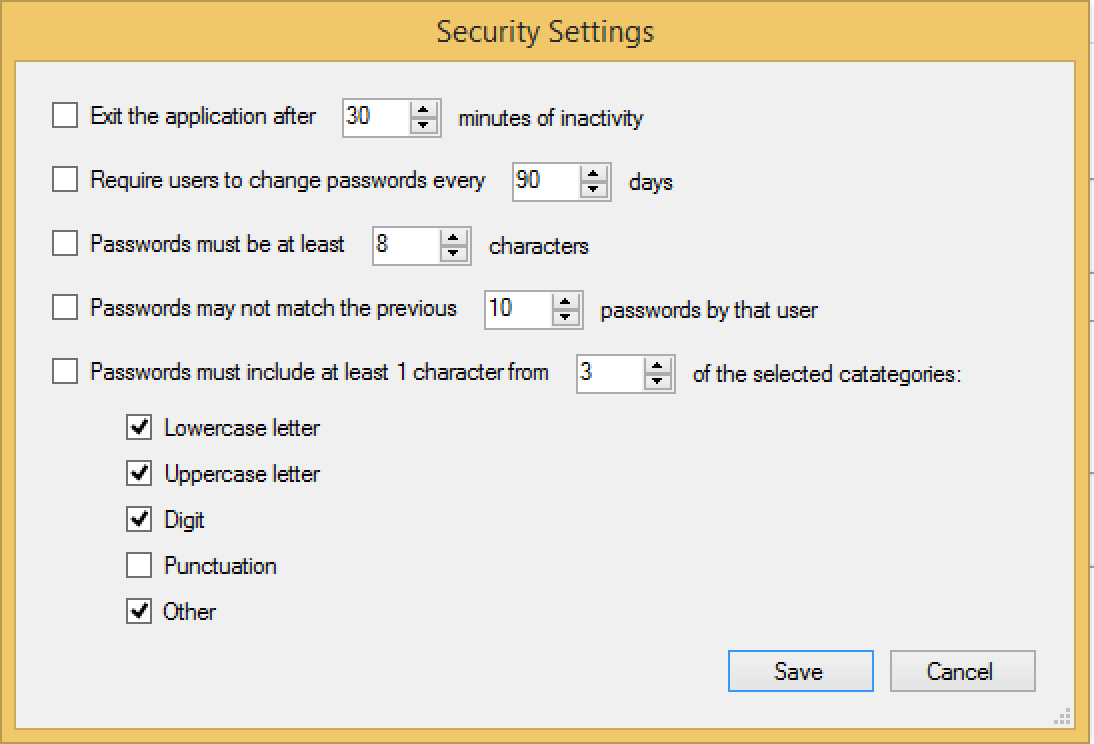 Security Settings
Exit the application after 30 minutes of inactivity
Require users to change passwords every 90 days
Passwords must be at least 8 characters
Passwords may not match the previous 10 passwords by that user
Passwords must include at least 1 character from 3 of the selected catategories:
Lowercase letter
Uppercase letter
Digit
Punctuation
Other
Save Cancel